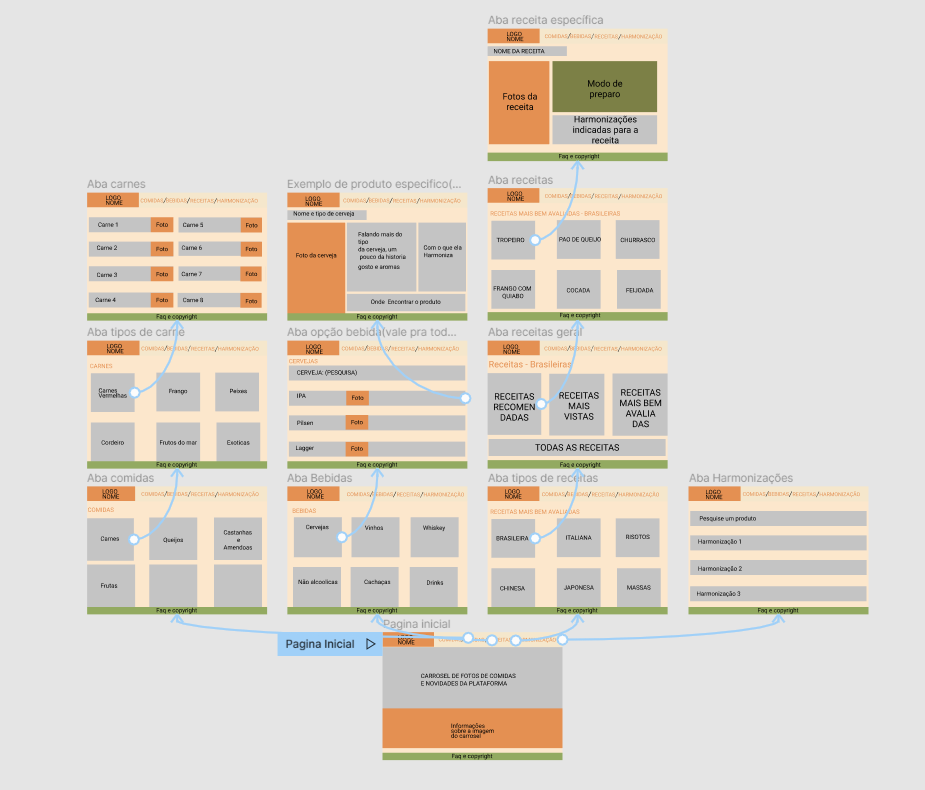 Aba receita específica
LOGO
NOME
COMIDAS/BEBIDAS/RECEITAS/HARMONIZAÇÃO
NOME DA RECEITA
Fotos da
receita
Modo de
preparo
Harmonizações
indicadas para a
receita
Faq e copyright
Aba carnes
LOGO
NOME
COMIDAS/BEBIDAS/RECEITAS/HARMONIZAÇÃO
Carne 1
Foto
Carne 5
Foto
Carne 2
Foto
Carne 6
Foto
Carne 3
Foto
Carne 7
Foto
Carne 4
Foto
Carne 8
Foto
Faq e copyright
Exemplo de produto especifico(...
LOGO
NOME
COMIDAS/BEBIDAS/RECEITAS/HARMONIZAÇÃO
Nome e tipo de cerveja
Foto da cerveja
Falando mais do
tipo
da cerveja, um
pouco da historia
gosto e aromas
Com o que ela
Harmoniza
Onde Encontrar o produto
Faq e copyright
Aba receitas
LOGO
NOME
COMIDAS/BEBIDAS/RECEITAS/HARMONIZAÇÃO
RECEITAS MAIS BEM AVALIADAS - BRASILEIRAS
TROPEIRO
PAO DE QUEIJO
CHURRASCO
FRANGO COM
QUIABO
COCADA
FEIJOADA
Faq e copyright
Aba tipos de carne
LOGO
NOME
COMIDAS/BEBIDAS/RECEITAS/HARMONIZAÇÃO
CARNES
Carnes
Vermelhas
Frango
Peixes
Cordeiro
Frutos do mar
Exoticas
Faq e copyright
Aba opção bebida(vale pra tod...
LOGO
NOME
COMIDAS/BEBIDAS/RECEITAS/HARMONIZAÇÃO
CERVEJAS
CERVEJA: (PESQUISA)
IPA
Foto
Pilsen
Foto
Lagger
Foto
Faq e copyright
Aba receitas geral
LOGO
NOME
COMIDAS/BEBIDAS/RECEITAS/HARMONIZAÇÃO
Receitas - Brasileiras
RECEITAS
RECOMEN
DADAS
RECEITAS
MAIS
VISTAS
RECEITAS
MAIS BEM
AVALIA
DAS
TODAS AS RECEITAS
Faq e copyright
Aba comidas
LOGO
NOME
COMIDAS/BEBIDAS/RECEITAS/HARMONIZAÇÃO
COMIDAS
Carnes
Queijos
Castanhas
e
Amendoas
Frutas
Faq e copyright
Aba Bebidas
LOGO
NOME
COMIDAS/BEBIDAS/RECEITAS/HARMONIZAÇÃO
BEBIDAS
Cervejas
Vinhos
Whiskey
Não alcoolicas
Cachaças
Drinks
Faq e copyright
Aba tipos de receitas
LOGO
NOME
COMIDAS/BEBIDAS/RECEITAS/HARMONIZAÇÃO
RECEITAS MAIS BEM AVALIADAS
BRASILEIRA
ITALIANA
RISOTOS
CHINESA
JAPONESA
MASSAS
Faq e copyright
Aba Harmonizações
LOGO
NOME
COMIDAS/BEBIDAS/RECEITAS/HARMONIZAÇÃO
Pesquise um produto
Harmonização 1
Harmonização 2
Harmonização 3
Faq e copyright
Pagina inicial
Pagina Inicial
NOME
CARROSEL DE FOTOS DE COMIDAS
E NOVIDADES DA PLATAFORMA
Informações
sobre a imagem
do carrosel
Faq e copyright